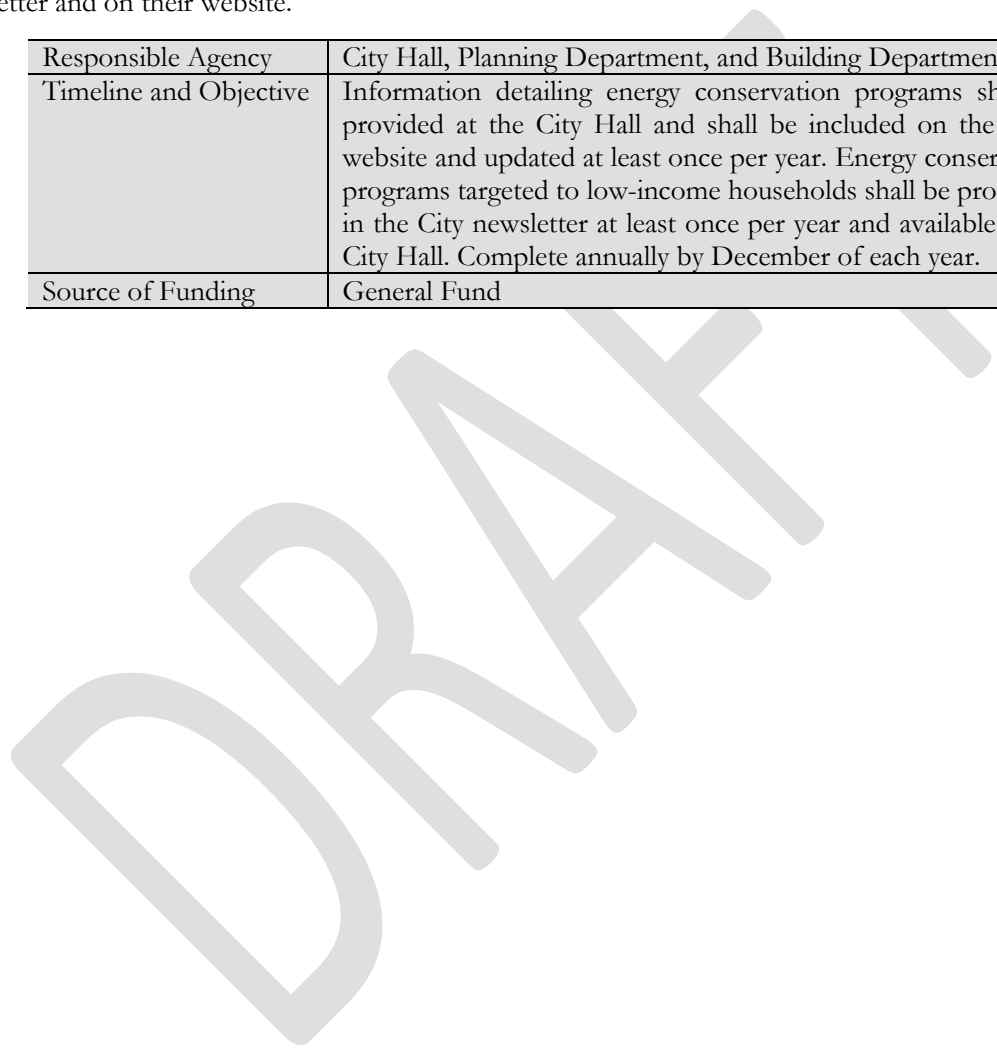 etter and on their website.
Responsible Agency City Hall, Planning Department, and Building Departmen
Timeline and Objective Information detailing energy conservation programs sh
provided at the City Hall and shall be included on the
website and updated at least once per year. Energy conser
programs targeted to low-income households shall be pro
in the City newsletter at least once per year and available
City Hall. Complete annually by December of each year.
Source of Funding General Fund
DRAFT